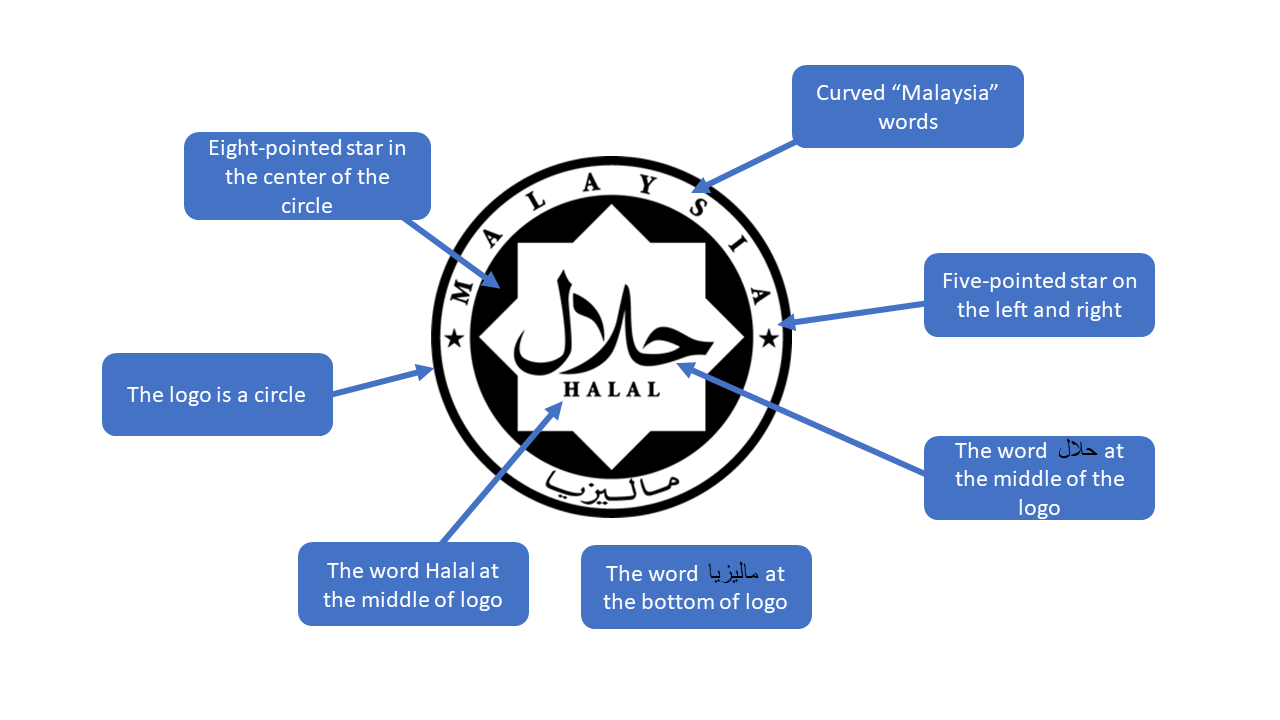 Curved “Malaysia”
words
Eight-pointed star in
the center of the
circle
MALAYSIA
Five-pointed star on
the left and right
حلال
HALAL
The logo is a circle
The word حلال at
the middle of the
logo
ماليزيا
The word Halal at
the middle of logo
The word ماليزيا at
the bottom of logo